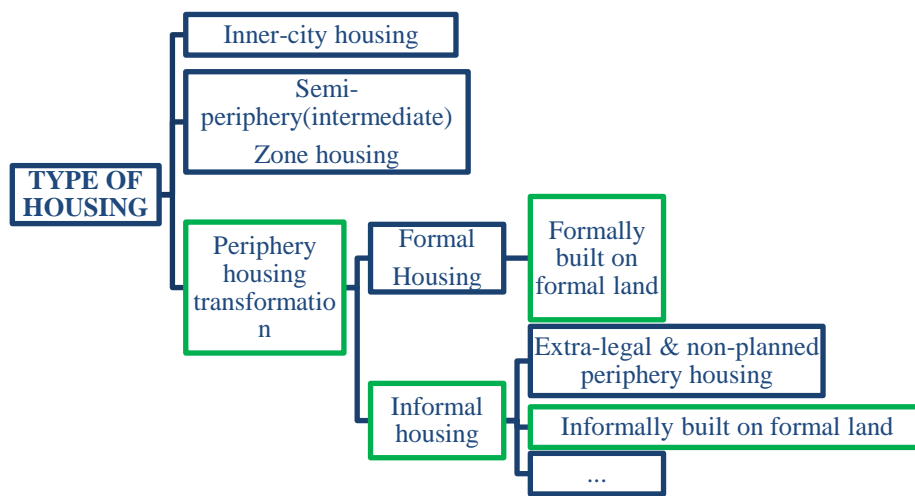 Inner-city housing
Semi-
periphery(intermediate)
Zone housing
TYPE OF
HOUSING
Periphery
housing
transformatio
n
Formal
Housing
Formally
built on
formal land
Extra-legal & non-planned
periphery housing
Informal
housing
Informally built on formal land
...